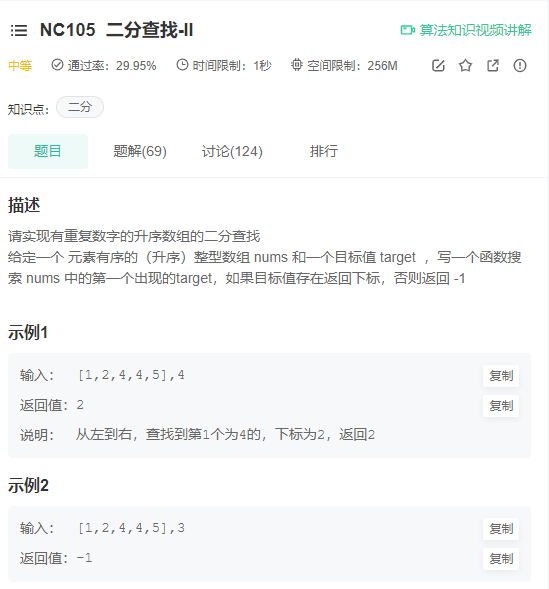 NC105 二分查找-II
算法知识视频讲解
中等 通过率：29.95% 时间限制：1秒 空间限制：256M
知识点： 二分
题目 题解(69) 讨论(124) 排行
描述
请实现有重复数字的升序数组的二分查找
给定一个 元素有序的（升序）整型数组 nums 和一个目标值 target ，写一个函数搜
索 nums 中的第一个出现的target，如果目标值存在返回下标，否则返回 -1
示例1
输入： [1,2,4,4,5],4 复制
返回值：2 复制
说明： 从左到右，查找到第1个为4的，下标为2，返回2
示例2
输入： [1,2,4,4,5],3 复制
返回值：-1 复制